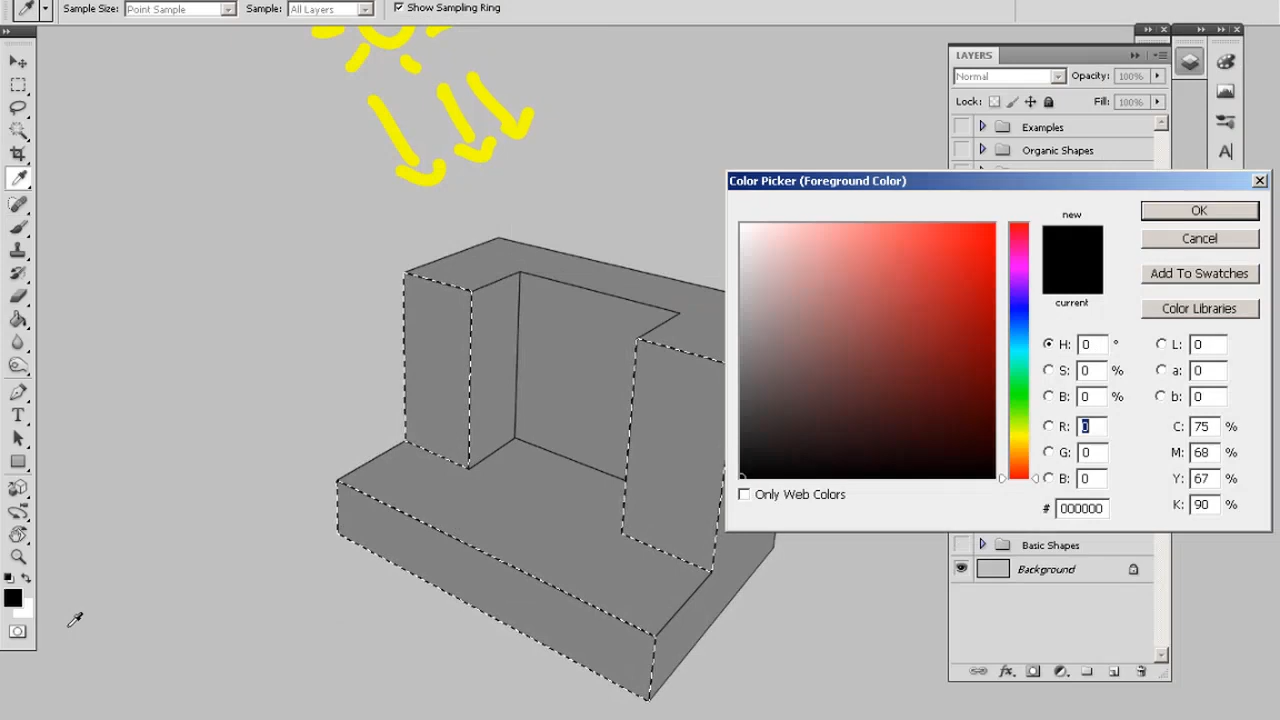 Sample Size: Point Sample Sample: All Layers Show Sampling Ring
LAYERS
Normal Opacity: 100%
Lock: Fill: 100%
Examples
Organic Shapes
A
Color Picker (Foreground Color)
new
OK
Cancel
Add To Swatches
current
Color Libraries
H: 0 ° L: 0
S: 0 % a: 0
B: 0 % b: 0
R: 0 C: 75 %
G: 0 M: 68 %
B: 0 Y: 67 %
Only Web Colors # 000000 K: 90 %
Basic Shapes
Background
T
fx